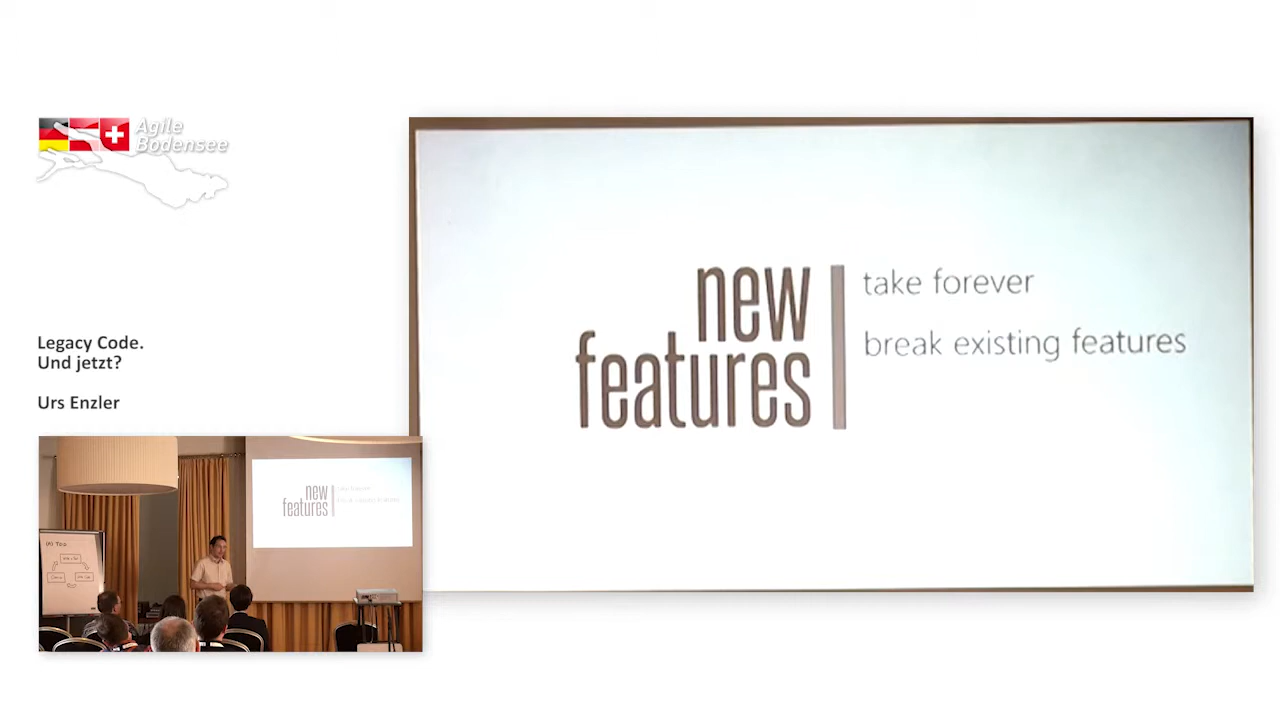 Agile
Bodensee
Legacy Code.
Und jetzt?
Urs Enzler
new
features
take forever
break existing features
new
features